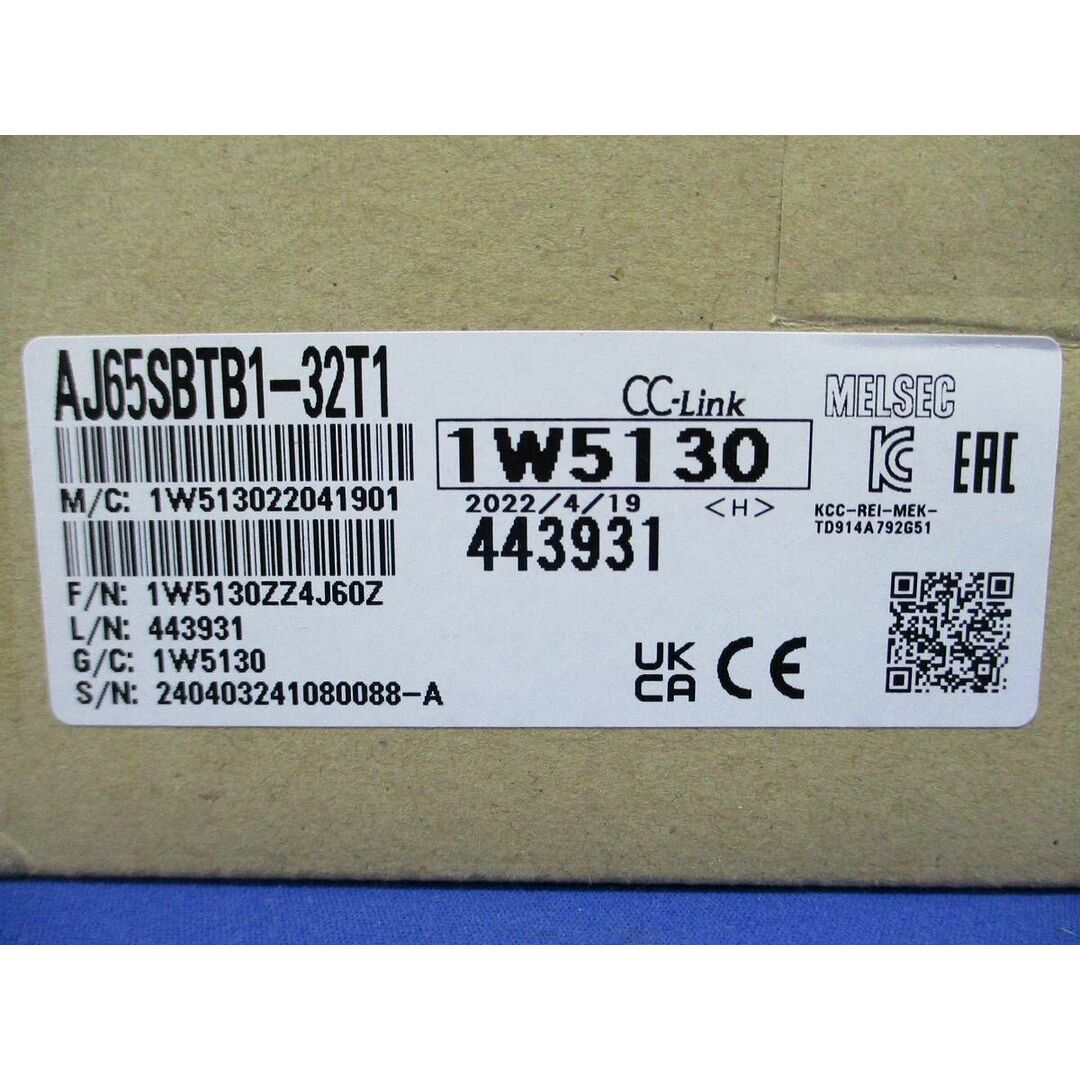 AJ65SBTB1-32T1
CC-Link
MELSEC
1W5130
M/C: 1W513022041901
2022/4/19 <H>
KC
EAC
KCC-REI-MEK-
TD914A792G51
443931
F/N: 1W5130ZZ4J60Z
L/N: 443931
G/C: 1W5130
S/N: 240403241080088-A
UK
CA
CE